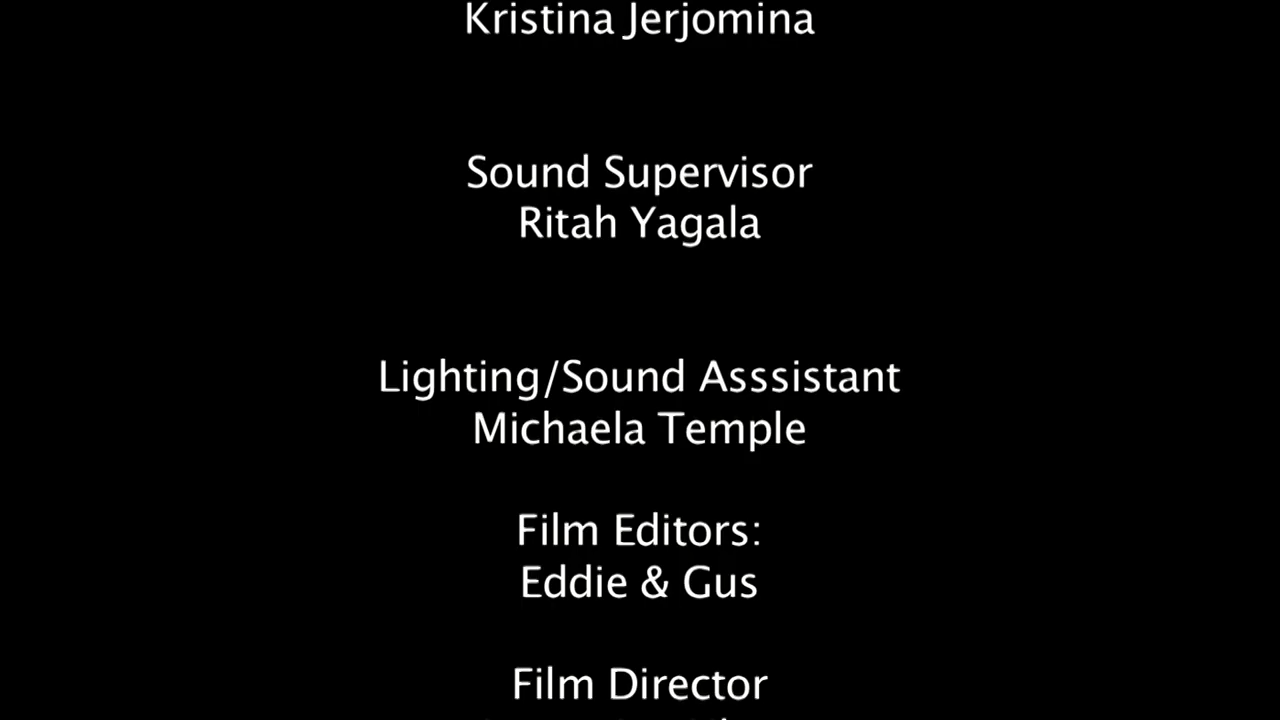 Kristina Jerjomina
Sound Supervisor
Ritah Yagala
Lighting/Sound Asssistant
Michaela Temple
Film Editors:
Eddie & Gus
Film Director